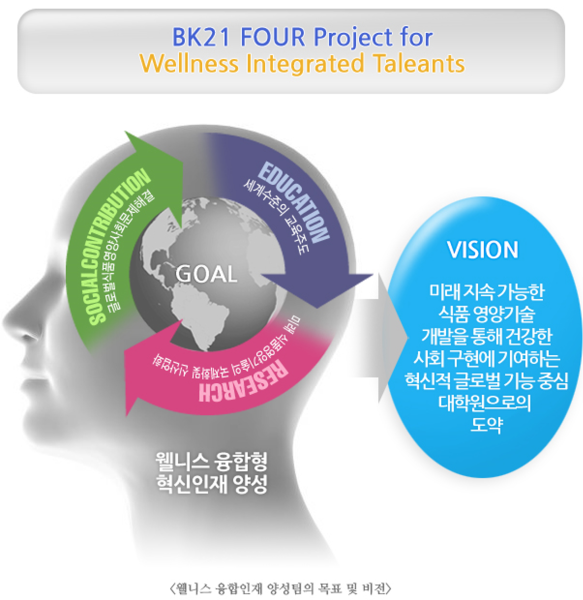 BK21 FOUR Project for
Wellness Integrated Taleants
SOCIALCONTRIBUTION
글로벌식품영양사회문제해결
EDUCATION
세계수준의 교육주도
GOAL
RESEARCH
미래 식품영양기술의 국제화및 신산업화
웰니스 융합형
혁신인재 양성
VISION
미래 지속 가능한
식품 영양기술
개발을 통해 건강한
사회 구현에 기여하는
혁신적 글로벌 기능 중심
대학원으로의
도약
<웰니스 융합인재 양성팀의 목표 및 비전>